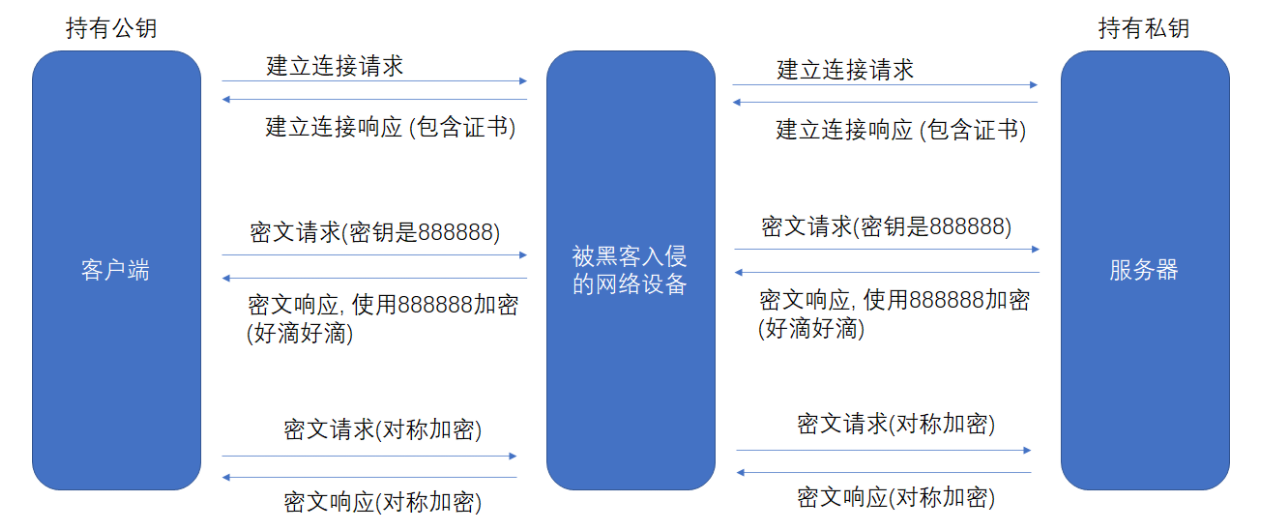 持有公钥
持有私钥
建立连接请求
建立连接请求
建立连接响应 (包含证书)
建立连接响应 (包含证书)
密文请求(密钥是888888)
密文请求(密钥是888888)
客户端
被黑客入侵
的网络设备
服务器
密文响应, 使用888888加密
(好滴好滴)
密文响应, 使用888888加密
(好滴好滴)
密文请求(对称加密)
密文请求(对称加密)
密文响应(对称加密)
密文响应(对称加密)